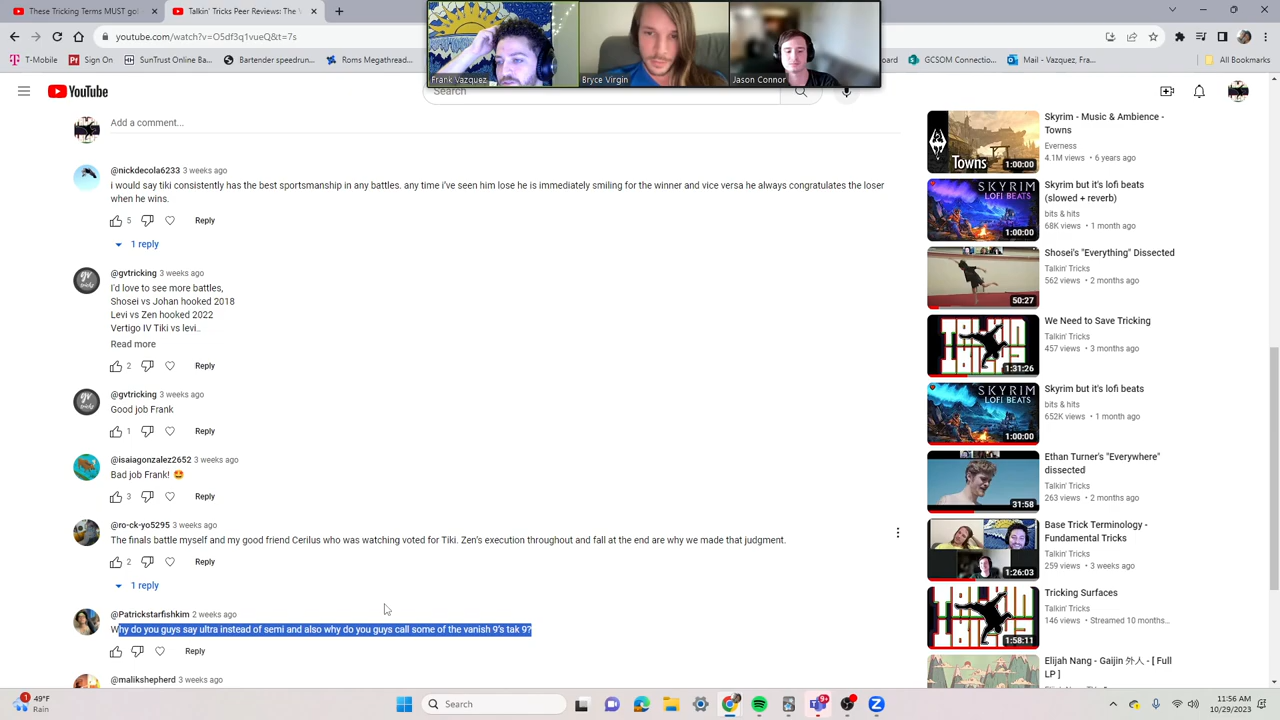 These Tricking Terms MUST go!
Talkin' Tricks Peer Reviews: The V
youtube.com/watch?v=O5df3q1vueQ&t=7s
Pitivo Tactic
Sign
SunTrust Online Ba...
Bartender speedrun...
Roms Megathread...
GCSOM Connectio...
Mail - Vazquez, Fra...
Frank Vazquez
Bryce Virgin
Jason Connor
YouTube
Search
Add a comment...
@nickdecola6233 3 weeks ago
i would say tiki consistently has the best sportsmanship in any battles. any time i've seen him lose he is immediately smiling for the winner and vice versa he always congratulates the loser
when he wins.
5 Reply
1 reply
@gvtricking 3 weeks ago
I'd love to see more battles,
Shosei vs Johan hooked 2018
Levi vs Zen hooked 2022
Vertigo IV Tiki vs levi..
Read more
2 Reply
@gvtricking 3 weeks ago
Good job Frank
1 Reply
@isaiagonzalez2652 3 weeks ago
Bad job Frank! 🤩
3 Reply
@ro-ck-yo5295 3 weeks ago
The finals battle myself and my good friend Cailus who was watching voted for Tiki. Zen's execution throughout and fall at the end are why we made that judgment.
2 Reply
1 reply
@Patrickstarfishkim 2 weeks ago
Why do you guys say ultra instead of semi and also why do you guys call some of the vanish 9's tak 9?
Reply
@malikshepherd 3 weeks ago
Towns
1:00:00
Skyrim - Music & Ambience -
Towns
Everness
4.1M views • 6 years ago
SKYRIM
LOFI BEATS
1:00:00
Skyrim but it's lofi beats
(slowed + reverb)
bits & hits
68K views • 1 month ago
50:27
Shosei's "Everything" Dissected
Talkin' Tricks
562 views • 2 months ago
TALKIN
TRICKS
1:31:26
We Need to Save Tricking
Talkin' Tricks
457 views • 3 months ago
SKYRIM
LOFI BEATS
1:00:00
Skyrim but it's lofi beats
bits & hits
652K views • 1 month ago
31:58
Ethan Turner's "Everywhere"
dissected
Talkin' Tricks
263 views • 2 months ago
1:26:03
Base Trick Terminology -
Fundamental Tricks
Talkin' Tricks
259 views • 3 weeks ago
TALKIN
TRICKS
1:58:11
Tricking Surfaces
Talkin' Tricks
146 views • Streamed 10 months...
Elijah Nang - Gaijin 外人 - [ Full
LP ]
1
49°F
Rain
Search
9+
11:56 AM
10/29/2023